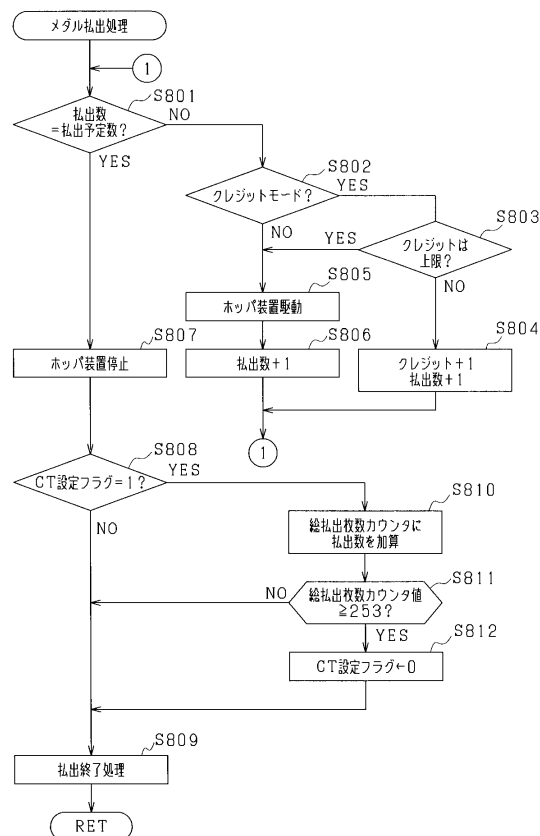 メダル払出処理
1
S801
払出数
=払出予定数?
NO
YES
S802
クレジットモード?
YES
NO
S803
クレジットは
上限?
YES
NO
S805
ホッパ装置駆動
S807
ホッパ装置停止
S806
払出数+1
S804
クレジット+1
払出数+1
1
S808
CT設定フラグ=1?
YES
NO
S810
総払出枚数カウンタに
払出数を加算
S811
総払出枚数カウンタ値
≧253?
NO
YES
S812
CT設定フラグ←0
S809
払出終了処理
RET